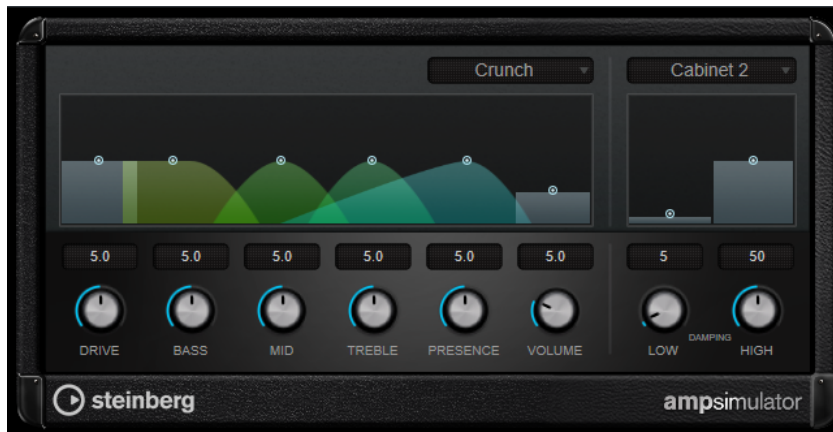 Crunch Cabinet 2
5.0 5.0 5.0 5.0 5.0 5.0 5 50
DRIVE BASS MID TREBLE PRESENCE VOLUME LOW DAMPING HIGH
steinberg ampsimulator